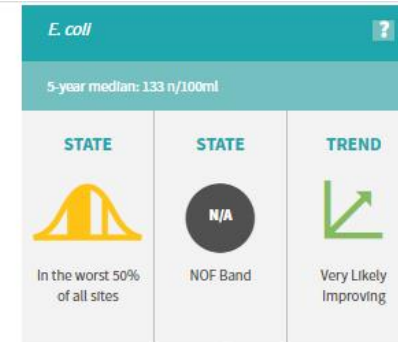 E. coli
?
5-year median: 133 n/100ml
STATE
STATE
TREND
N/A
In the worst 50%
of all sites
NOF Band
Very Likely
Improving